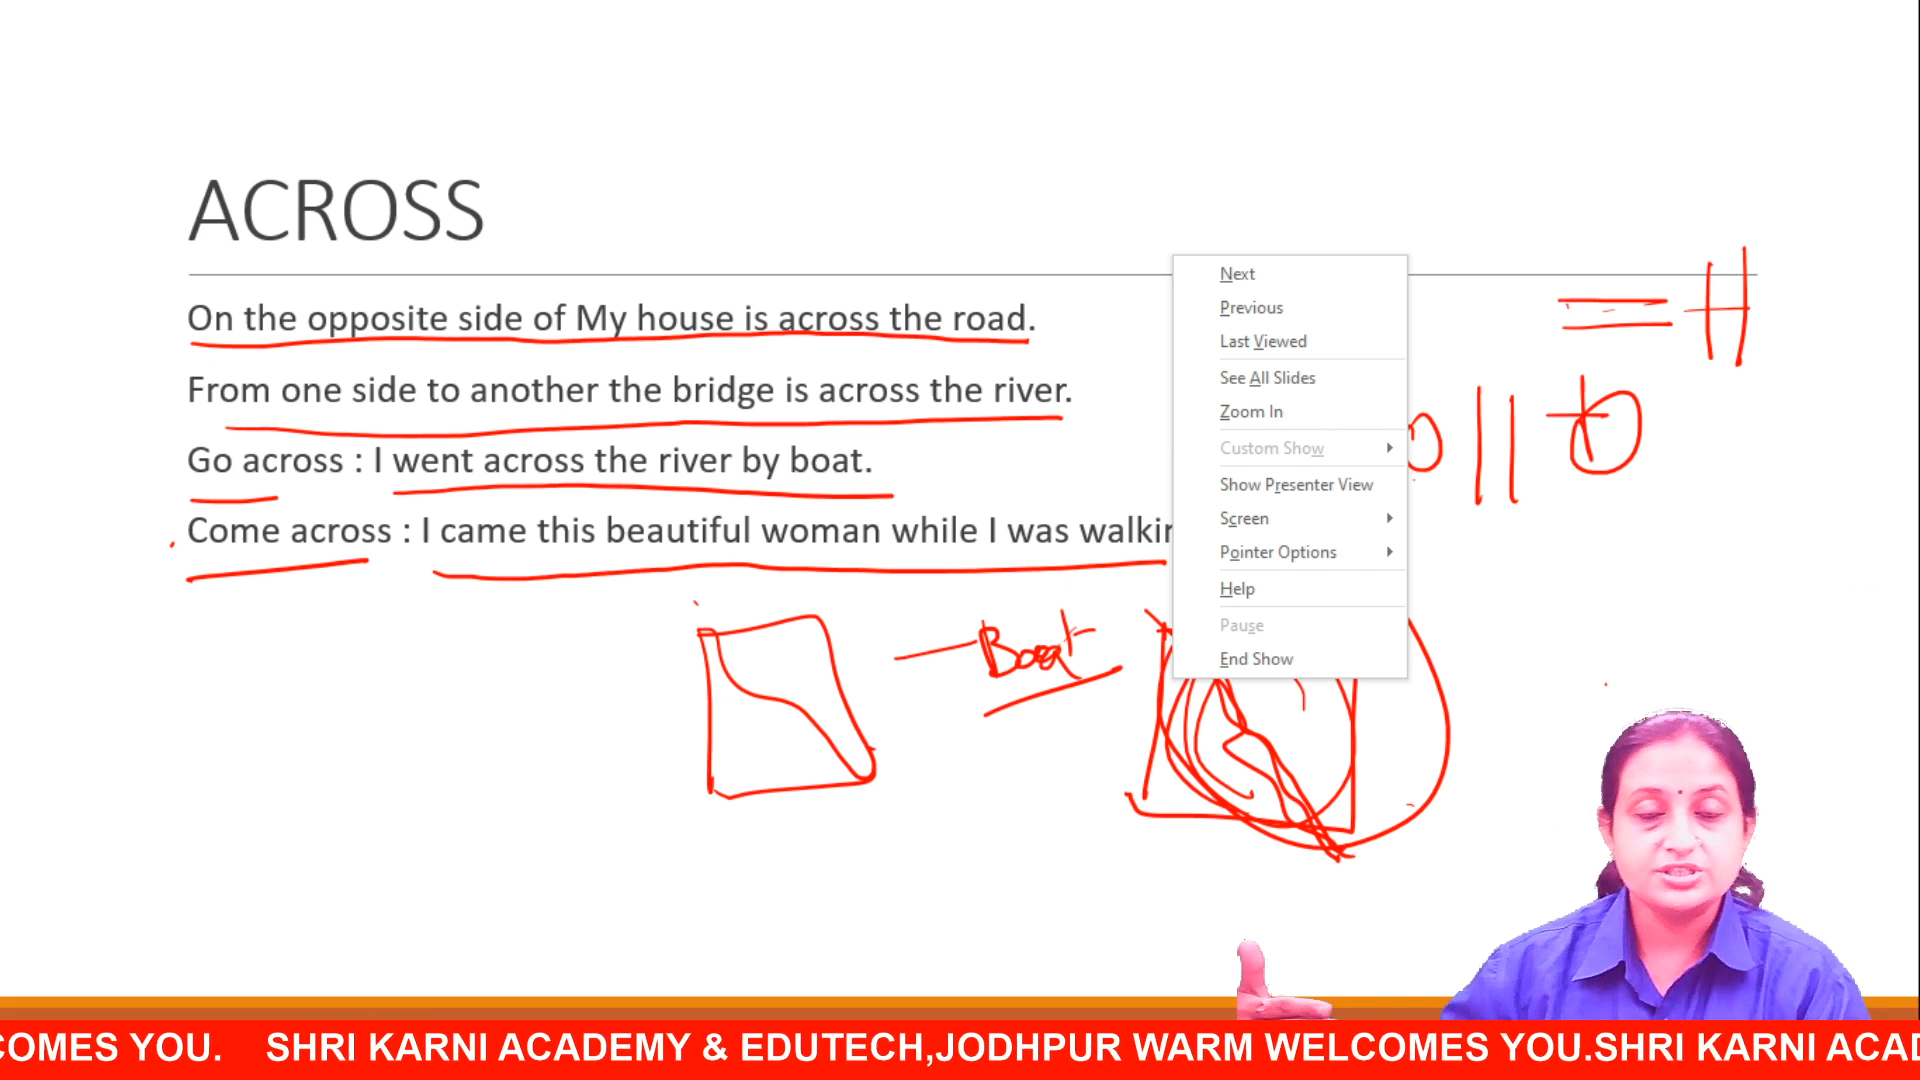 ACROSS
On the opposite side of My house is across the road.
From one side to another the bridge is across the river.
Go across : I went across the river by boat.
Come across : I came this beautiful woman while I was
Next
Previous
Last Viewed
See All Slides
Zoom In
Custom Show
Show Presenter View
Screen
Pointer Options
Help
Pause
End Show
Boat
COMES YOU. SHRI KARNI ACADEMY & EDUTECH,JODHPUR WARM WELCOMES YOU.SHRI KARNI ACAD